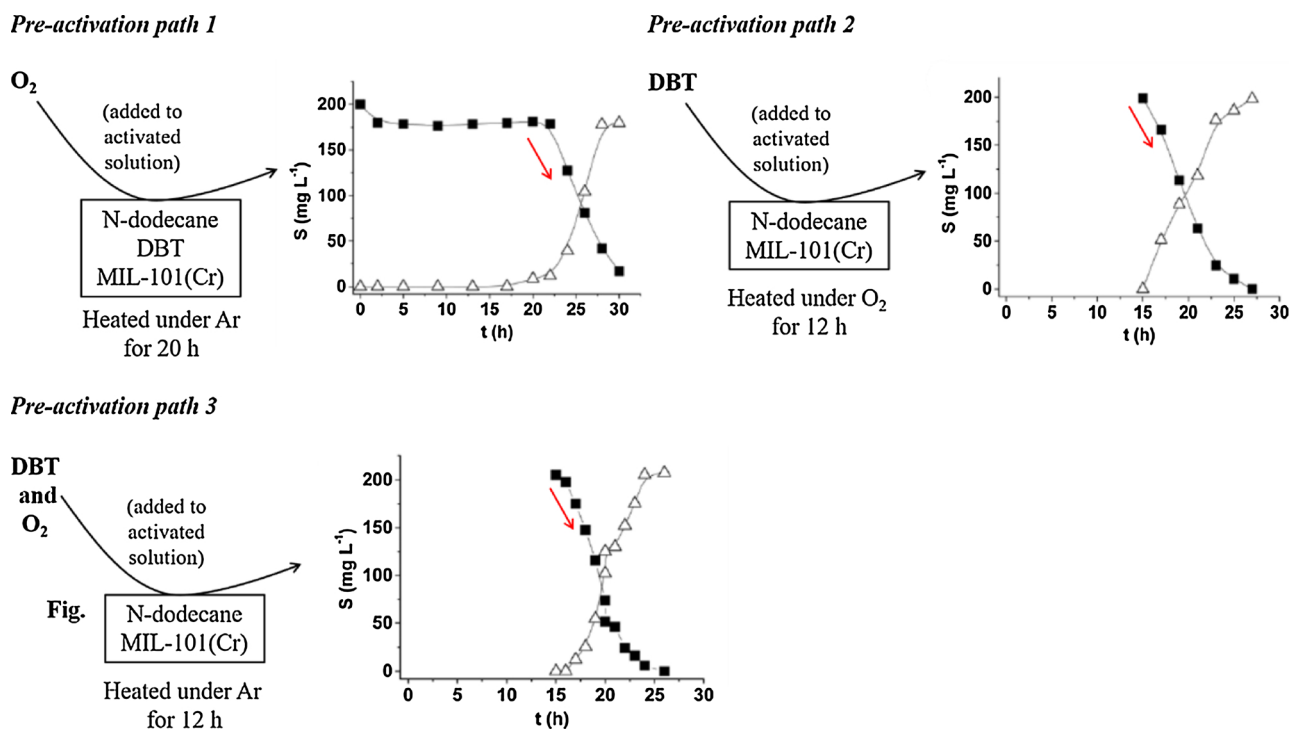 Pre-activation path 1
O₂
(added to
activated
solution)
N-dodecane
DBT
MIL-101(Cr)
Heated under Ar
for 20 h
S (mg L⁻¹)
200
150
100
50
0
0 5 10 15 20 25 30
t (h)
Pre-activation path 2
DBT
(added to
activated
solution)
N-dodecane
MIL-101(Cr)
Heated under O₂
for 12 h
S (mg L⁻¹)
200
150
100
50
0
0 5 10 15 20 25 30
t (h)
Pre-activation path 3
DBT
and
O₂
(added to
activated
solution)
Fig.
N-dodecane
MIL-101(Cr)
Heated under Ar
for 12 h
S (mg L⁻¹)
200
150
100
50
0
0 5 10 15 20 25 30
t (h)